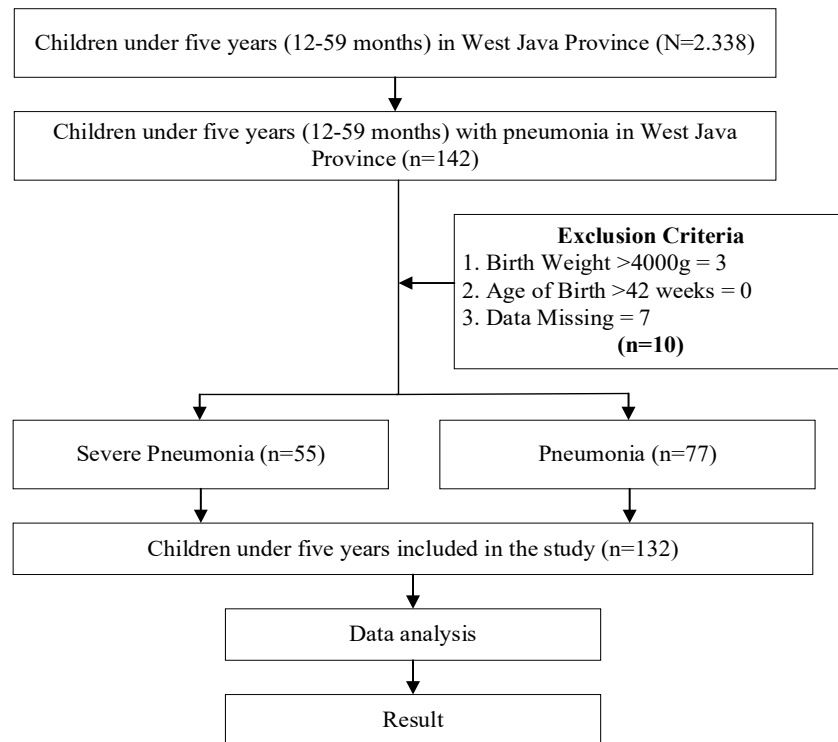 Children under five years (12-59 months) in West Java Province (N=2.338)
Children under five years (12-59 months) with pneumonia in West Java
Province (n=142)
Exclusion Criteria
1. Birth Weight >4000g = 3
2. Age of Birth >42 weeks = 0
3. Data Missing = 7
(n=10)
Severe Pneumonia (n=55)
Pneumonia (n=77)
Children under five years included in the study (n=132)
Data analysis
Result